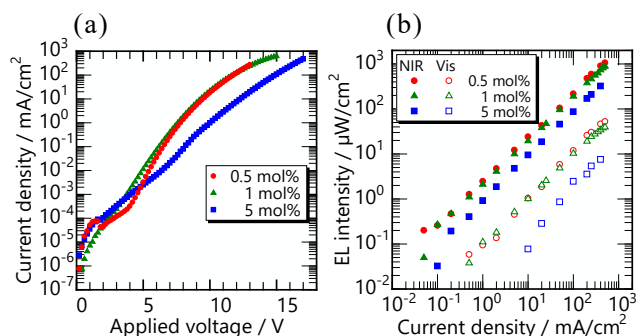 (a)
Current density / mA/cm²
10³
10²
10¹
10⁰
10⁻¹
10⁻²
10⁻³
10⁻⁴
10⁻⁵
10⁻⁶
10⁻⁷
0.5 mol%
1 mol%
5 mol%
0 5 10 15
Applied voltage / V
(b)
EL intensity / µW/cm²
10³
10²
10¹
10⁰
10⁻¹
10⁻²
NIR Vis
0.5 mol%
1 mol%
5 mol%
10⁻² 10⁻¹ 10⁰ 10¹ 10² 10³
Current density / mA/cm²